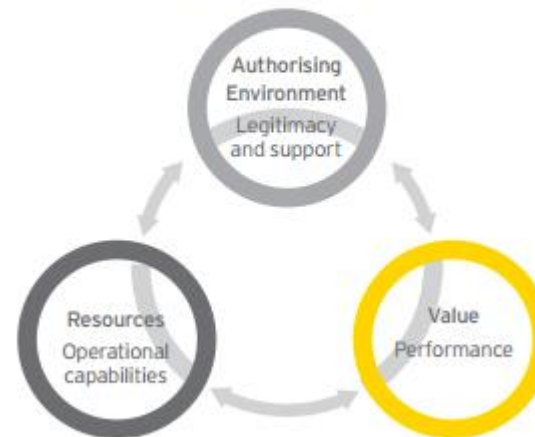 Authorising
Environment
Legitimacy
and support
Resources
Operational
capabilities
Value
Performance